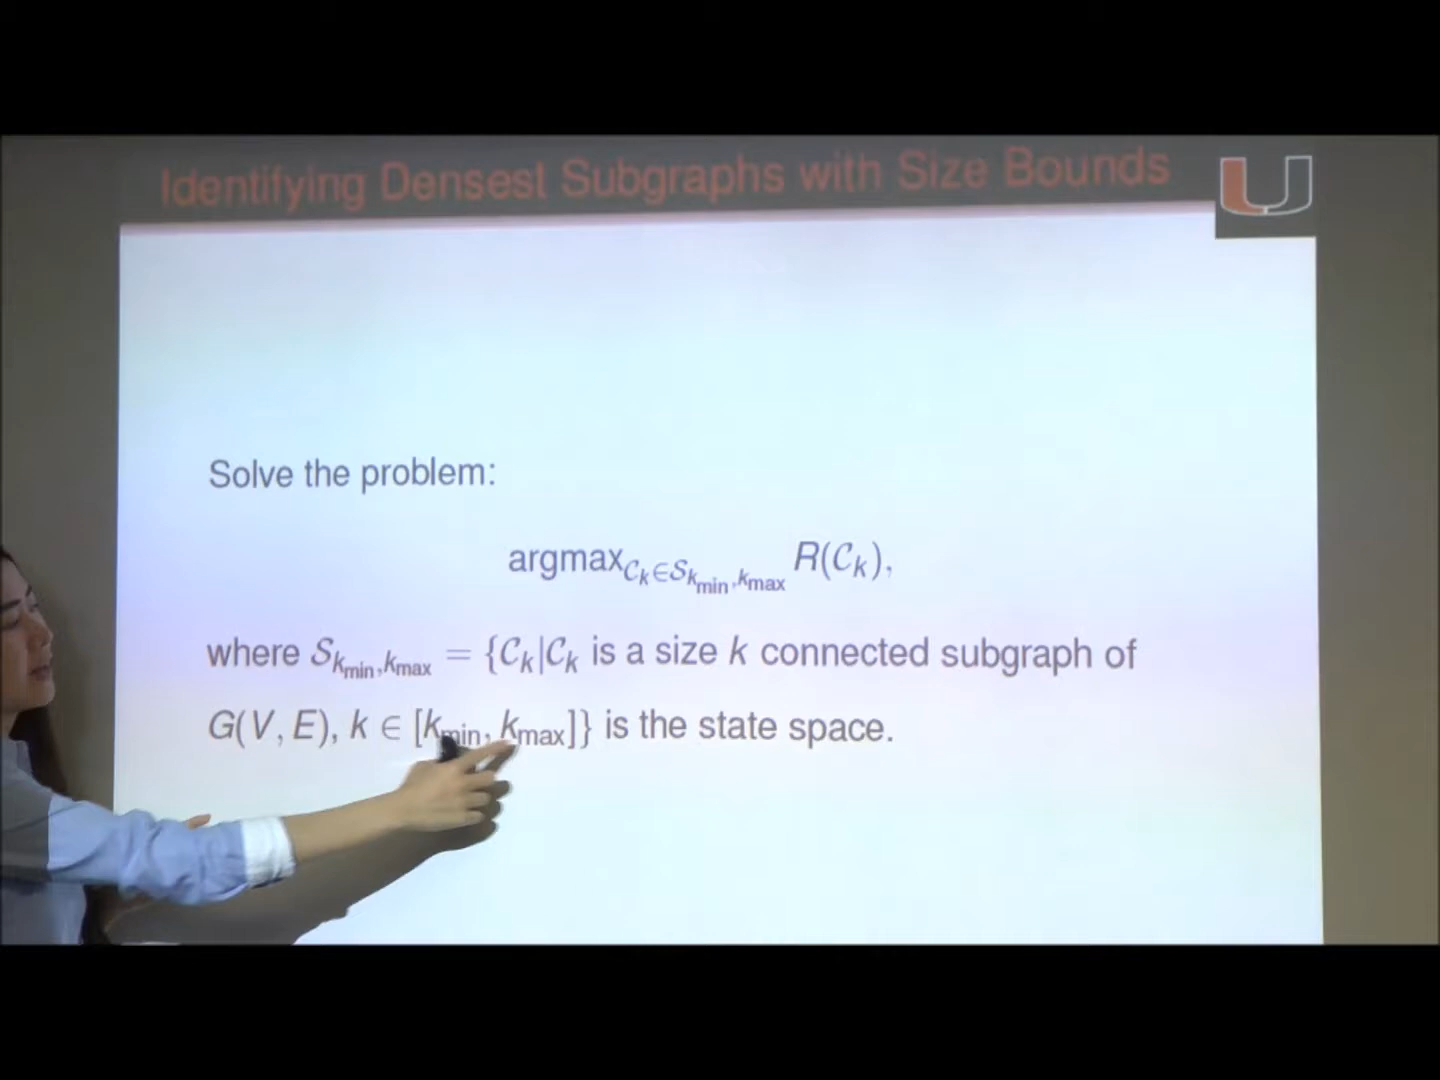 Identifying Densest Subgraphs with Size Bounds
Solve the problem:
argmax_{𝒞_k∈𝒮_{k_min,k_max}} R(𝒞_k),
where 𝒮_{k_min,k_max} = {𝒞_k|𝒞_k is a size k connected subgraph of
G(V, E), k ∈ [k_min, k_max]} is the state space.